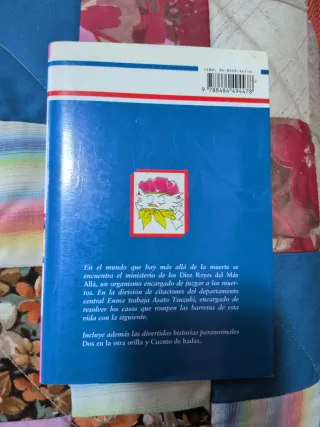 9 788484 494478
En el mundo que hay más allá de la muerte se
encuentra el ministerio de los Diez Reyes del Más
Allá, un organismo encargado de juzgar a los muer-
tos. En la división de citaciones del departamento
central Enma trabaja Asato Tsuzuki, encargado de
resolver los casos que rompen las barreras de esta
vida con la siguiente.
Incluye además las divertidas historias paranormales
Dos en la otra orilla y Cuento de hadas.